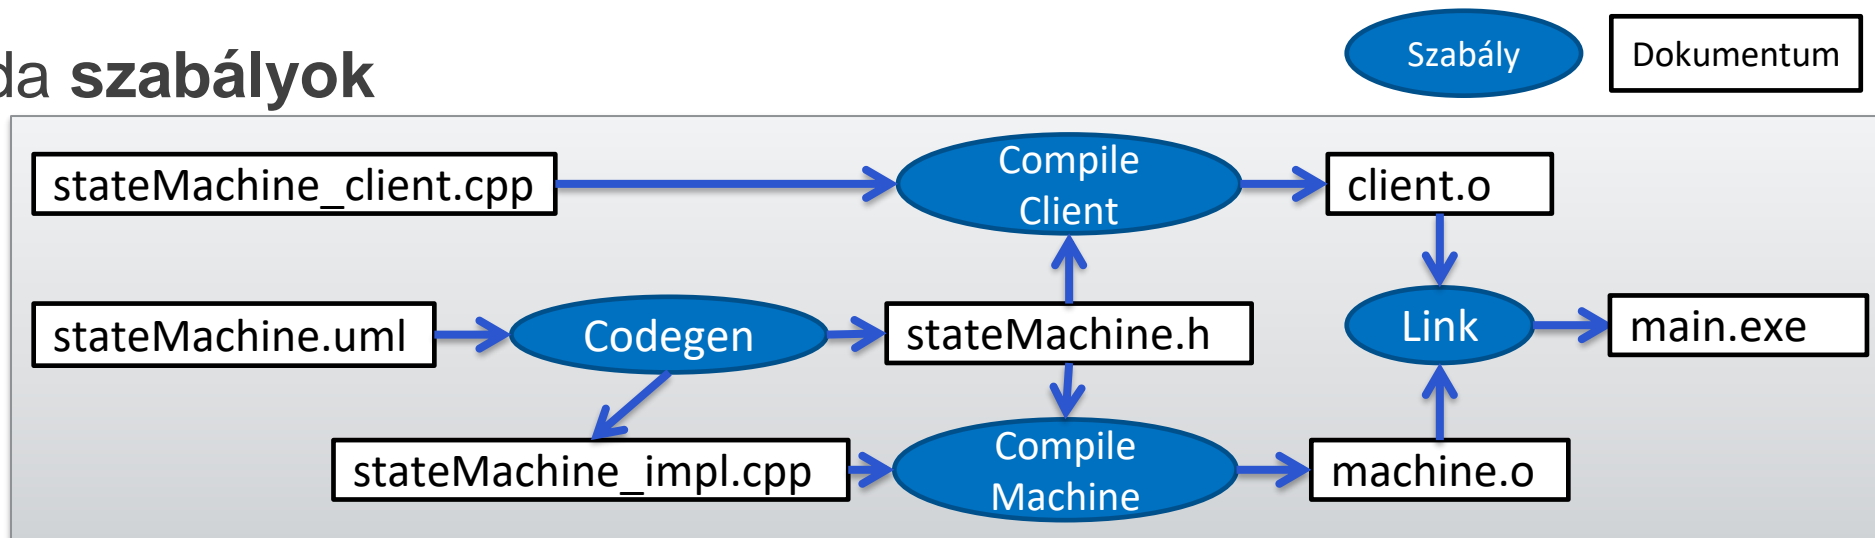 da szabályok
Szabály
Dokumentum
stateMachine_client.cpp
Compile
Client
client.o
stateMachine.uml
Codegen
stateMachine.h
Link
main.exe
stateMachine_impl.cpp
Compile
Machine
machine.o